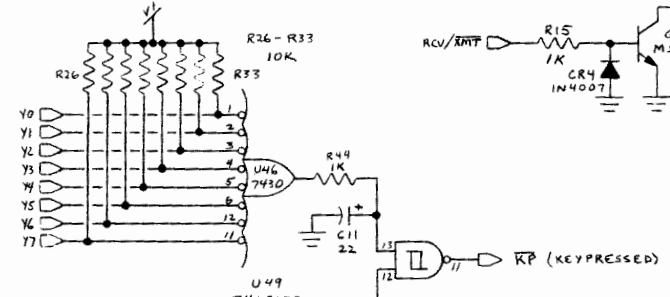 V1
R26-R33
10K
R26
R33
RCV/XMT
R15
1K
CR4
1N4007
Y0
1
Y1
2
Y2
3
Y3
4
Y4
5
Y5
6
Y6
12
Y7
11
U46
7430
R44
1K
+
C11
22
13
12
11
KP (KEYPRESSED)
U49